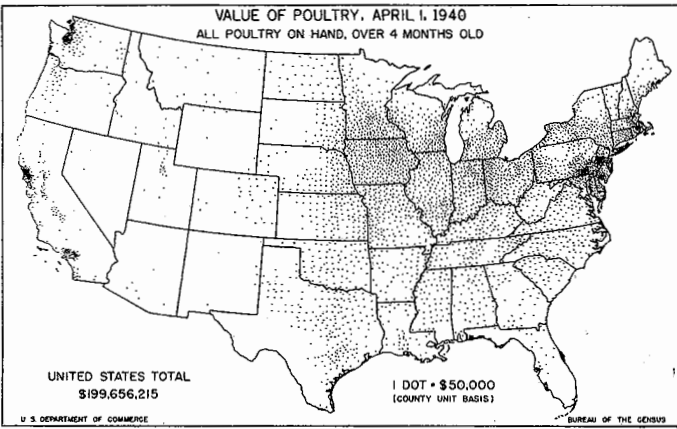 VALUE OF POULTRY, APRIL 1, 1940
ALL POULTRY ON HAND, OVER 4 MONTHS OLD
UNITED STATES TOTAL
$199,656,215
1 DOT = $50,000
(COUNTY UNIT BASIS)
U S. DEPARTMENT OF COMMERCE
BUREAU OF THE CENSUS